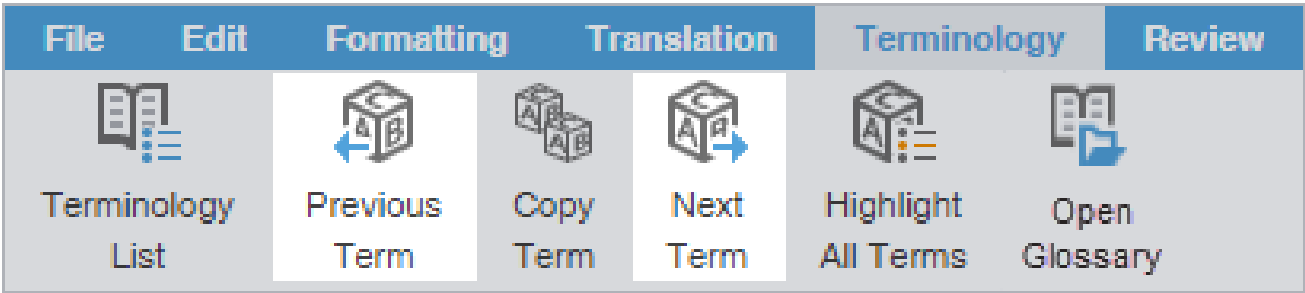 File Edit Formatting Translation Terminology Review
Terminology List
Previous Term
Copy Term
Next Term
Highlight All Terms
Open Glossary